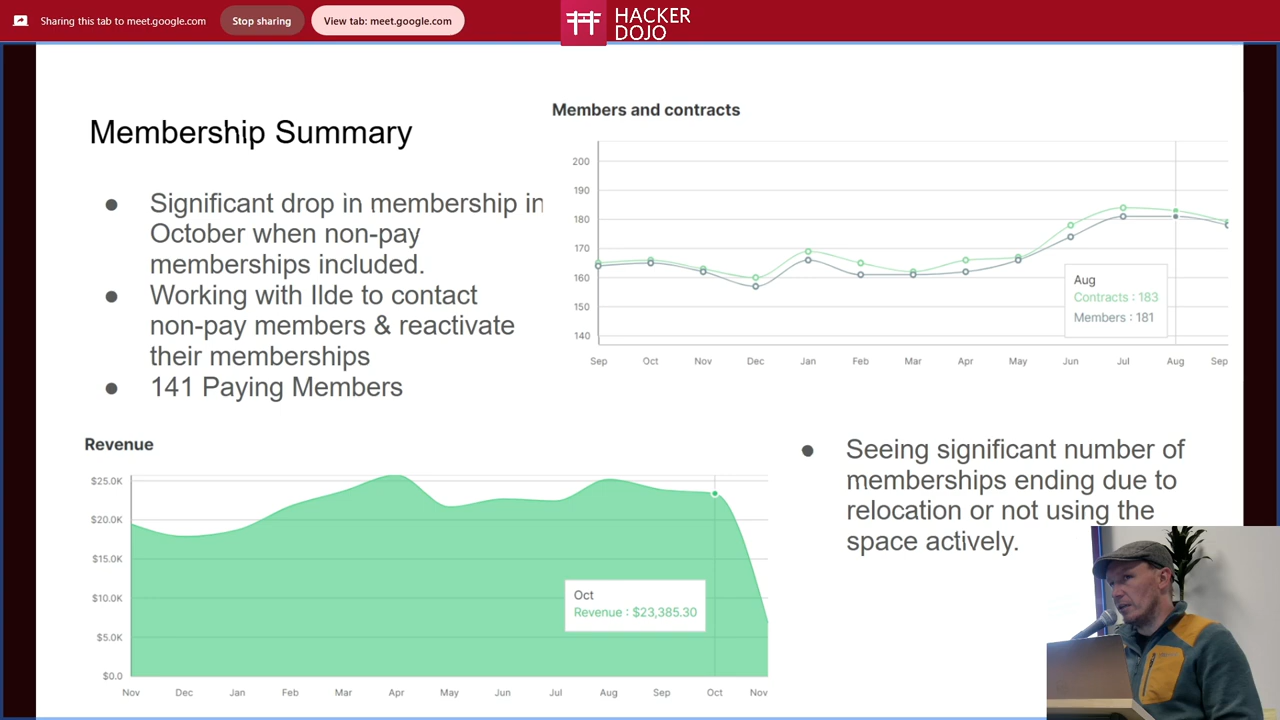 Sharing this tab to meet.google.com
Stop sharing
View tab: meet.google.com
HACKER
DOJO
Membership Summary
● Significant drop in membership in
October when non-pay
memberships included.
● Working with Ilde to contact
non-pay members & reactivate
their memberships
● 141 Paying Members
Members and contracts
200
190
180
170
160
150
140
Sep Oct Nov Dec Jan Feb Mar Apr May Jun Jul Aug Sep
Aug
Contracts : 183
Members : 181
Revenue
$25.0K
$20.0K
$15.0K
$10.0K
$5.0K
$0.0
Nov Dec Jan Feb Mar Apr May Jun Jul Aug Sep Oct Nov
Oct
Revenue : $23,385.30
● Seeing significant number of
memberships ending due to
relocation or not using the
space actively.